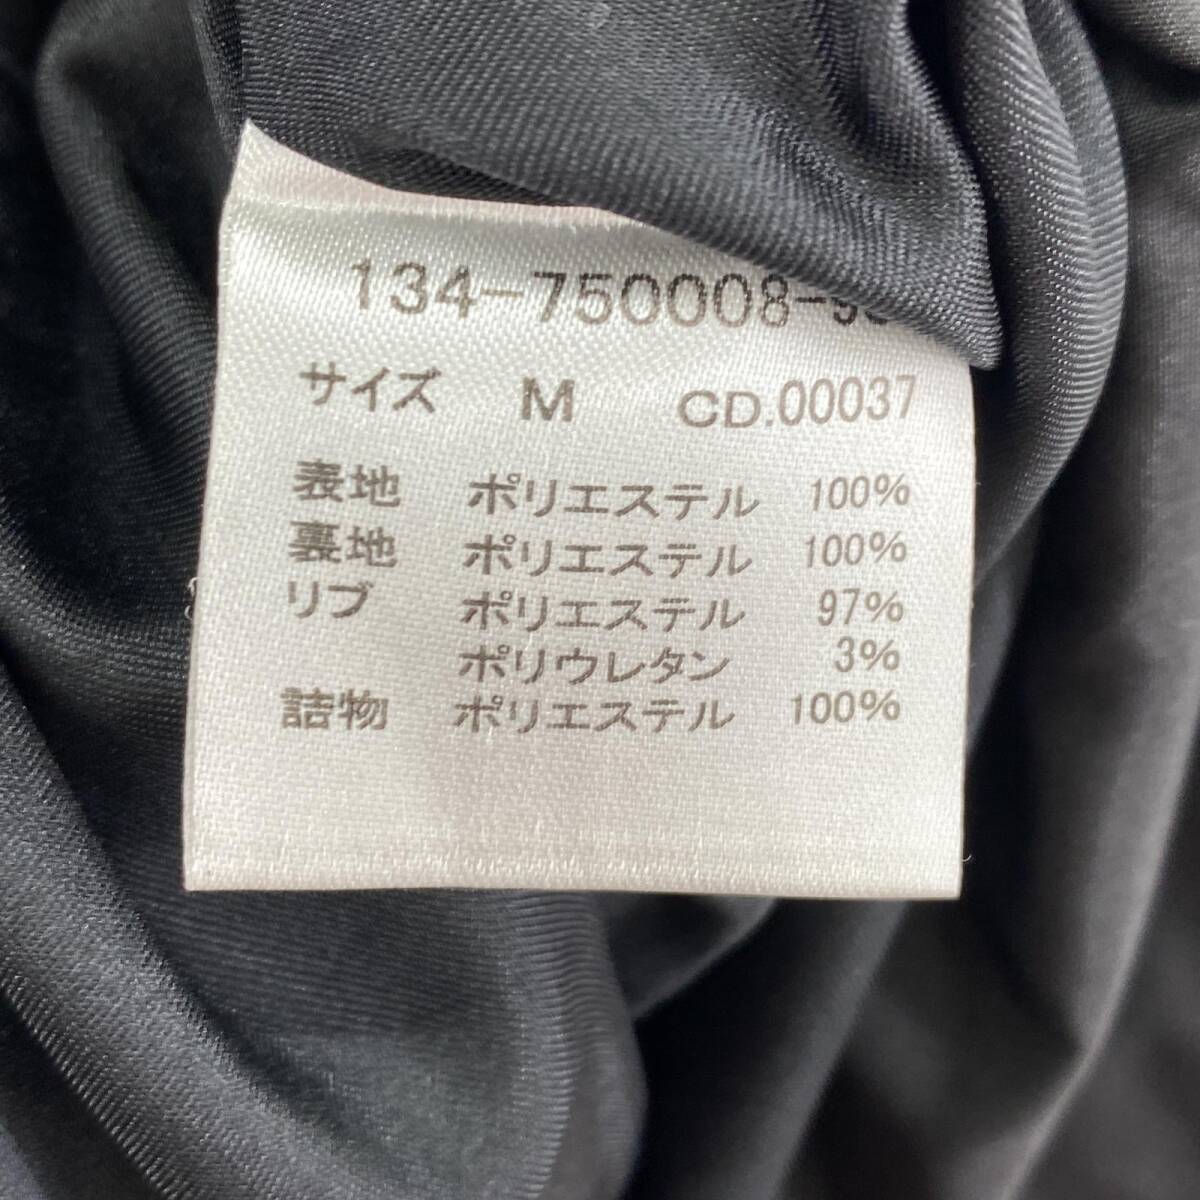 134-750008-9
サイズ M CD.00037
表地 ポリエステル 100%
裏地 ポリエステル 100%
リブ ポリエステル 97%
ポリウレタン 3%
詰物 ポリエステル 100%